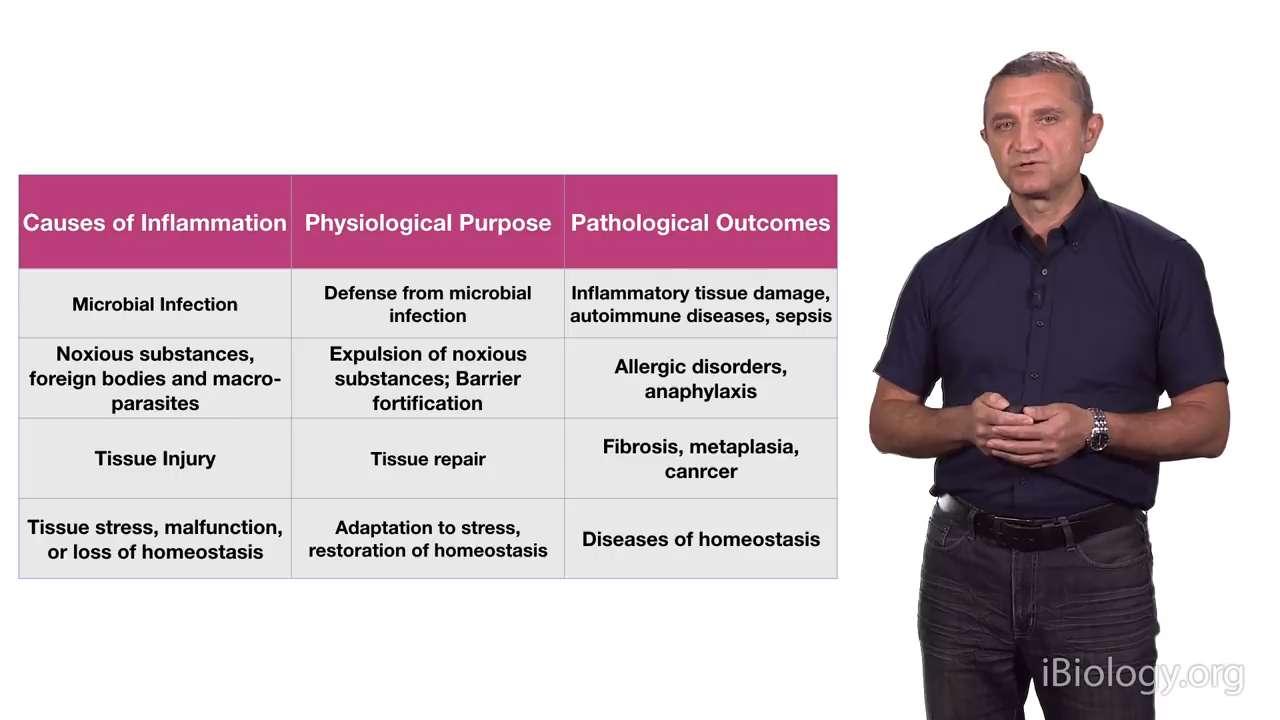 Causes of Inflammation
Physiological Purpose
Pathological Outcomes
Microbial Infection
Defense from microbial
infection
Inflammatory tissue damage,
autoimmune diseases, sepsis
Noxious substances,
foreign bodies and macro-
parasites
Expulsion of noxious
substances; Barrier
fortification
Allergic disorders,
anaphylaxis
Tissue Injury
Tissue repair
Fibrosis, metaplasia,
canrcer
Tissue stress, malfunction,
or loss of homeostasis
Adaptation to stress,
restoration of homeostasis
Diseases of homeostasis
iBiology.org